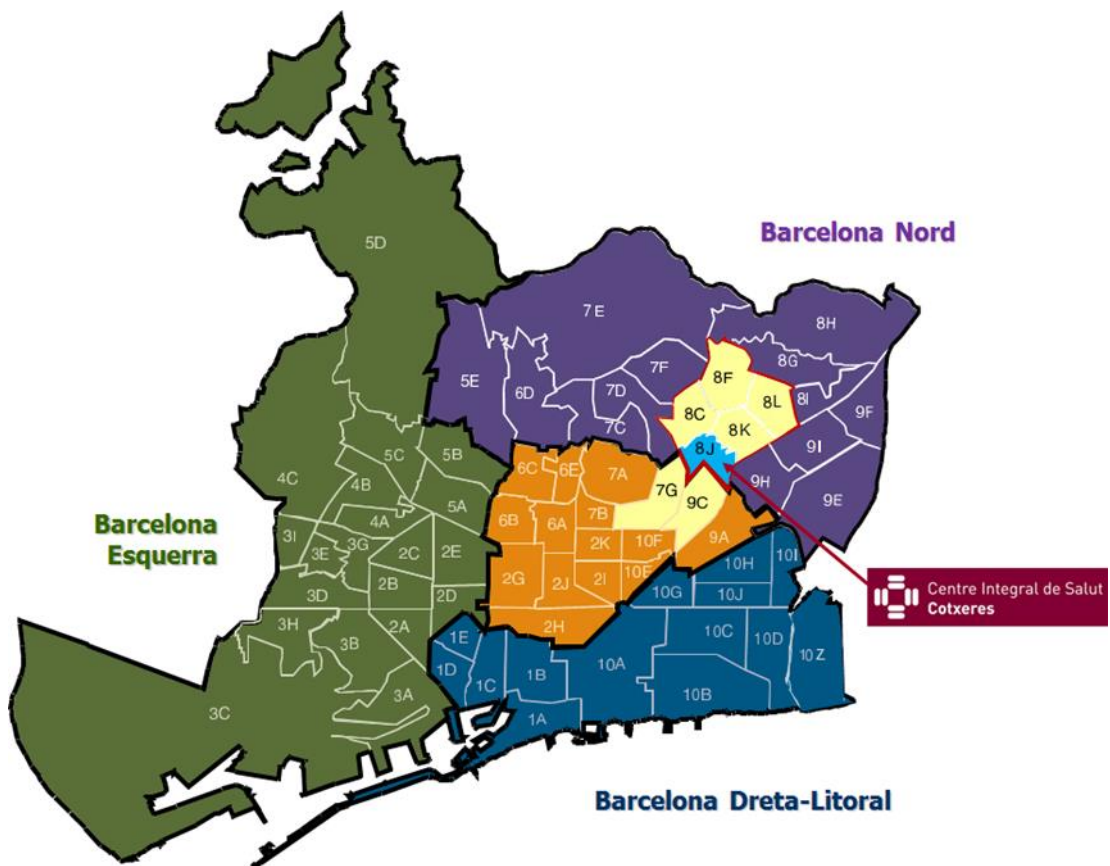 Barcelona Nord
5D
7E
8H
8G
7F
8F
5E
6D
7D
8L
8I
9F
8C
8K
7C
8J
9I
5B
5C
6C
6E
7A
9H
9E
4C
4B
7G
9C
5A
Barcelona
Esquerra
6B
6A
7B
4A
3I
3E
3G
2C
2E
2K
10F
9A
10H
10I
2G
2J
2I
10E
2B
2D
10G
10J
3D
Centre Integral de Salut
Cotxeres
3H
2A
2H
1E
10C
10D
3B
1D
1C
1B
10A
10Z
3A
10B
3C
1A
Barcelona Dreta-Litoral